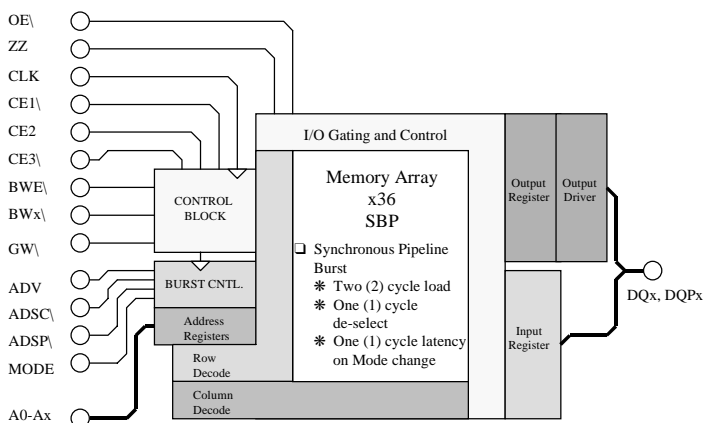 OE\
ZZ
CLK
CE1\
CE2
CE3\
BWE\
BWx\
GW\
ADV
ADSC\
ADSP\
MODE
A0-Ax
CONTROL
BLOCK
BURST CNTL.
Address
Registers
Row
Decode
Column
Decode
I/O Gating and Control
Memory Array
x36
SBP
❑ Synchronous Pipeline
Burst
❋ Two (2) cycle load
❋ One (1) cycle
de-select
❋ One (1) cycle latency
on Mode change
Output
Register
Output
Driver
Input
Register
DQx, DQPx